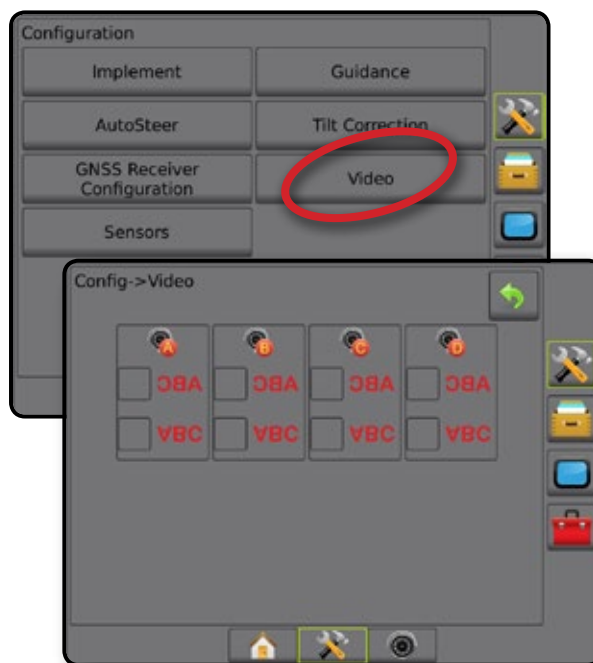 Configuration
Implement Guidance
AutoSteer Tilt Correction
GNSS Receiver
Configuration
Video
Sensors
Config->Video
A B C D
ABC ABC ABC ABC
ABC ABC ABC ABC